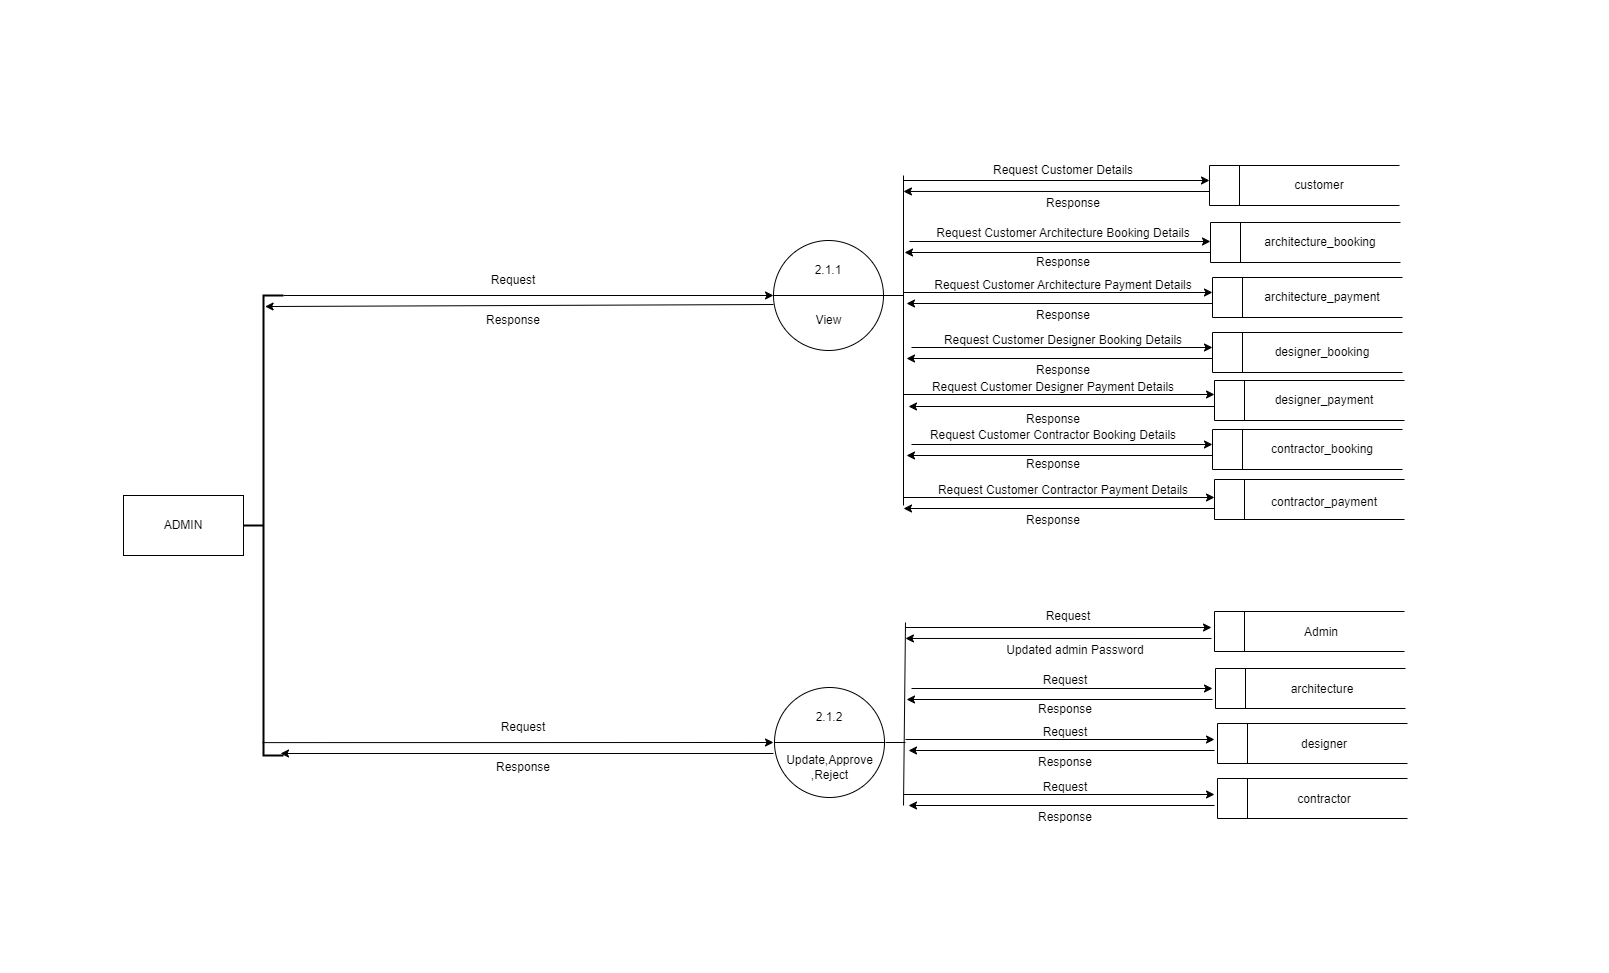 Request Customer Details
customer
Response
Request Customer Architecture Booking Details
architecture_booking
Response
2.1.1
View
Request
Response
Request Customer Architecture Payment Details
architecture_payment
Response
Request Customer Designer Booking Details
designer_booking
Response
Request Customer Designer Payment Details
designer_payment
Response
Request Customer Contractor Booking Details
contractor_booking
Response
Request Customer Contractor Payment Details
contractor_payment
Response
ADMIN
Request
Admin
Updated admin Password
Request
architecture
Response
2.1.2
Update,Approve
,Reject
Request
Response
Request
designer
Response
Request
contractor
Response